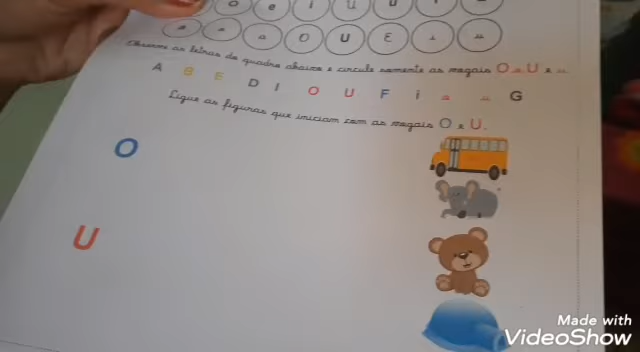 o e i u u
o O U E
Observe as letras do quadro abaixo e circule somente as vogais O o U e u
A B E D I O U F i o u G
Ligue as figuras que iniciam com as vogais O e U.
O
U
Made with
VideoShow